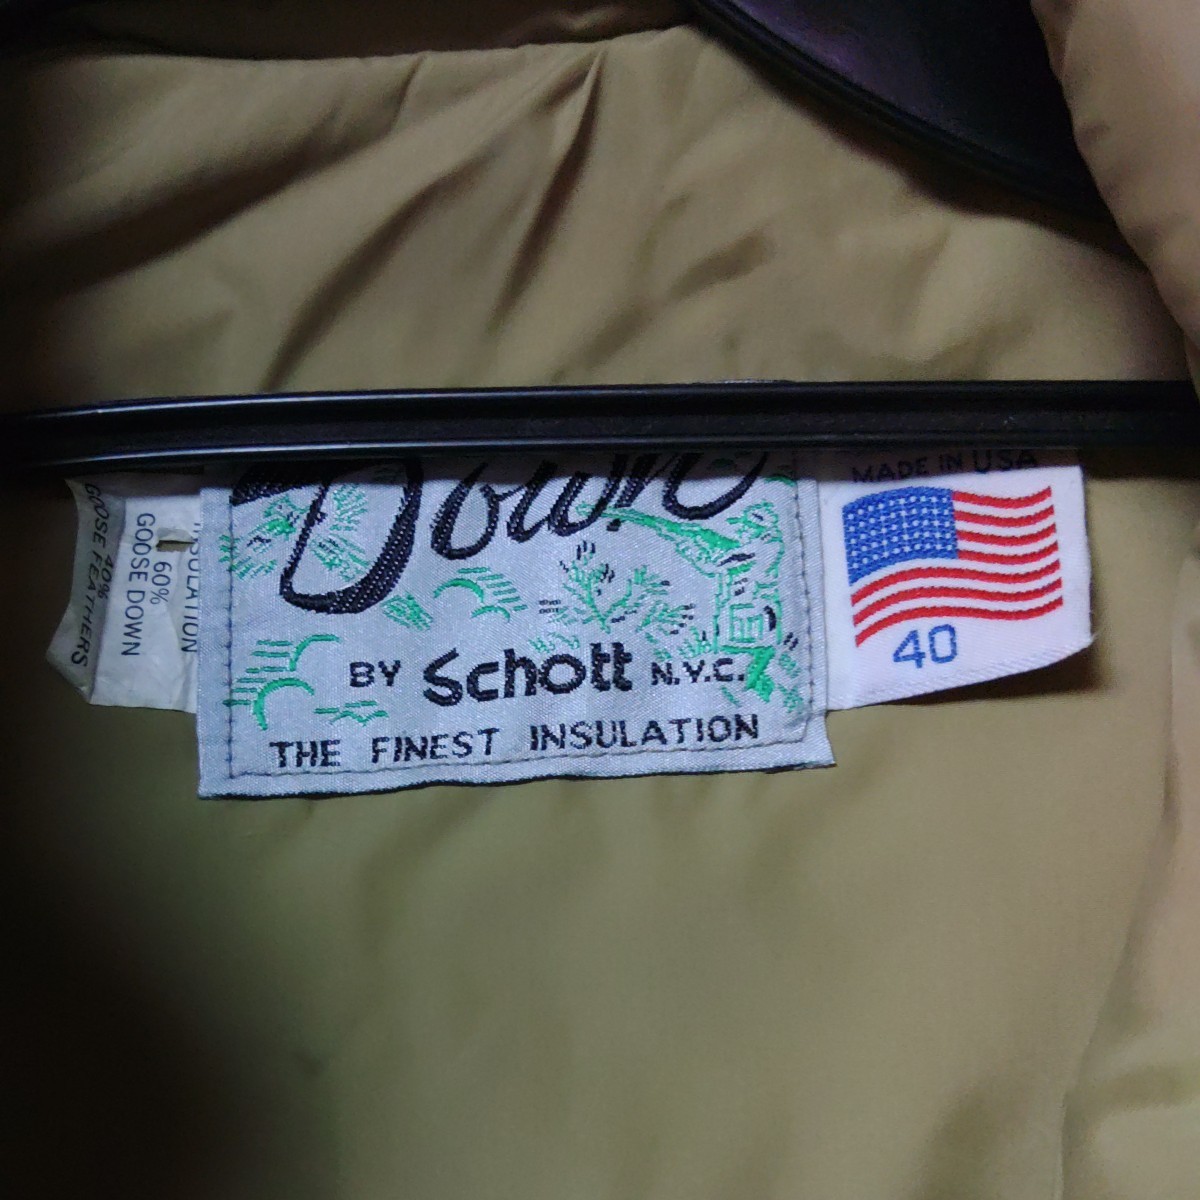 Down
BY Schott N.Y.C.
THE FINEST INSULATION
MADE IN USA
40
INSULATION
60%
GOOSE DOWN
40%
GOOSE FEATHERS